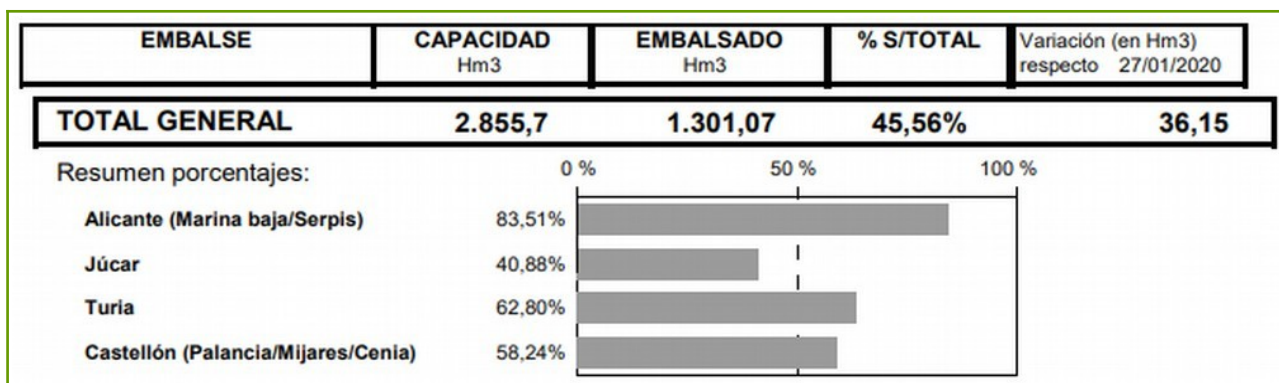 EMBALSE CAPACIDAD EMBALSADO % S/TOTAL Variación (en Hm3)
Hm3 Hm3 respecto 27/01/2020
TOTAL GENERAL 2.855,7 1.301,07 45,56% 36,15
Resumen porcentajes: 0 % 50 % 100 %
Alicante (Marina baja/Serpis) 83,51%
Júcar 40,88%
Turia 62,80%
Castellón (Palancia/Mijares/Cenia) 58,24%